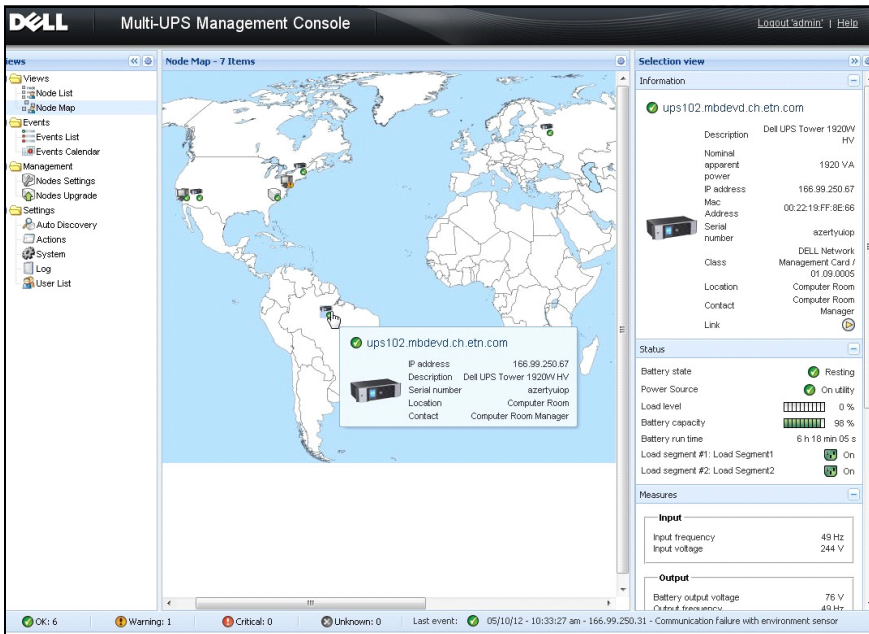 DELL
Multi-UPS Management Console
Logout 'admin' | Help
iews
Views
Node List
Node Map
Events
Events List
Events Calendar
Management
Nodes Settings
Nodes Upgrade
Settings
Auto Discovery
Actions
System
Log
User List
Node Map - 7 Items
ups102.mbdevd.ch.etn.com
IP address 166.99.250.67
Description Dell UPS Tower 1920W HV
Serial number azertyuiop
Location Computer Room
Contact Computer Room Manager
Selection view
Information
ups102.mbdevd.ch.etn.com
Description Dell UPS Tower 1920W
HV
Nominal
apparent
power 1920 VA
IP address 166.99.250.67
Mac
Address 00:22:19:FF:8E:66
Serial
number azertyuiop
Class DELL Network
Management Card /
01.09.0005
Location Computer Room
Contact Computer Room
Manager
Link
Status
Battery state Resting
Power Source On utility
Load level 0 %
Battery capacity 98 %
Battery run time 6 h 18 min 05 s
Load segment #1: Load Segment1 On
Load segment #2: Load Segment2 On
Measures
Input
Input frequency 49 Hz
Input voltage 244 V
Output
Battery output voltage 76 V
Output frequency 49 Hz
OK: 6 Warning: 1 Critical: 0 Unknown: 0 Last event: 05/10/12 - 10:33:27 am - 166.99.250.31 - Communication failure with environment sensor